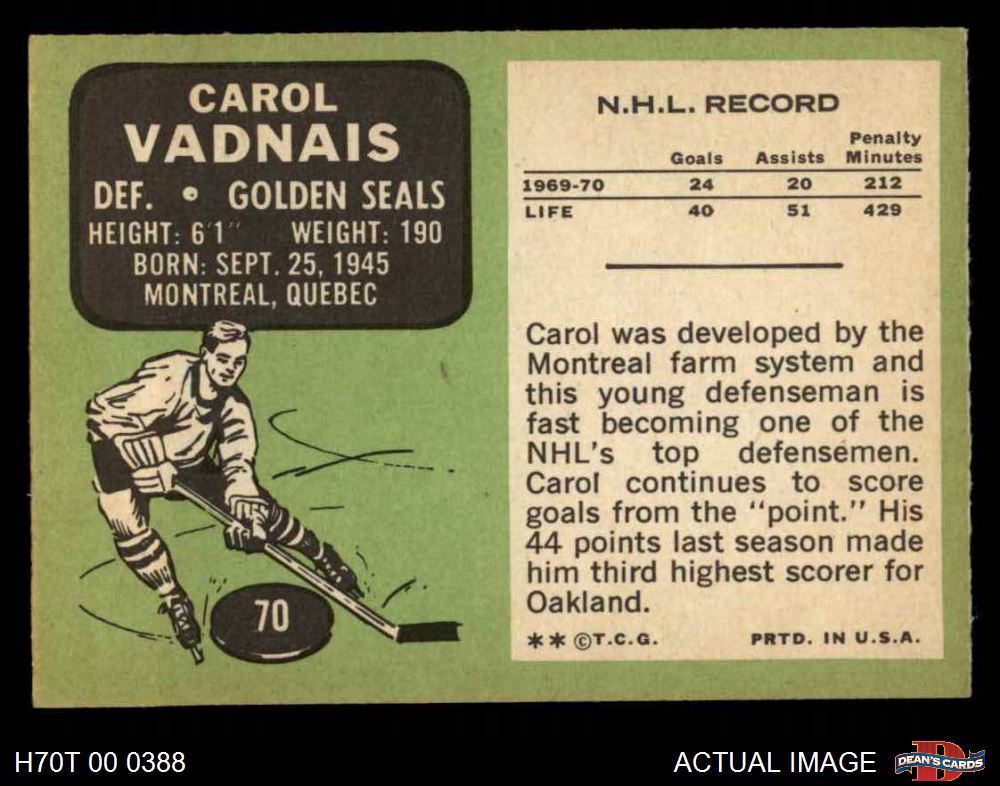 CAROL
VADNAIS
DEF. • GOLDEN SEALS
HEIGHT: 6'1" WEIGHT: 190
BORN: SEPT. 25, 1945
MONTREAL, QUEBEC
70
N.H.L. RECORD
Goals Assists Penalty Minutes
1969-70 24 20 212
LIFE 40 51 429
Carol was developed by the
Montreal farm system and
this young defenseman is
fast becoming one of the
NHL's top defensemen.
Carol continues to score
goals from the "point." His
44 points last season made
him third highest scorer for
Oakland.
** ©T.C.G. PRTD. IN U.S.A.
H70T 00 0388
ACTUAL IMAGE
D
DEAN'S CARDS